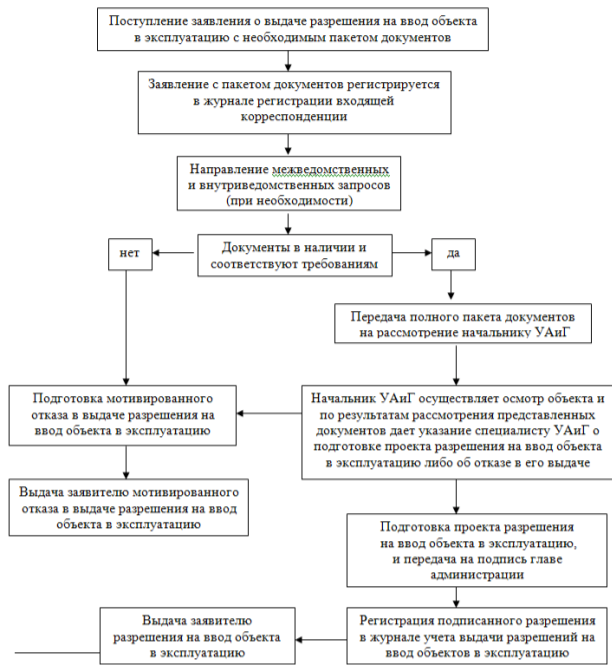 Поступление заявления о выдаче разрешения на ввод объекта
в эксплуатацию с необходимым пакетом документов
Заявление с пакетом документов регистрируется
в журнале регистрации входящей
корреспонденции
Направление межведомственных
и внутриведомственных запросов
(при необходимости)
нет
Документы в наличии и
соответствуют требованиям
да
Передача полного пакета документов
на рассмотрение начальнику УАиГ
Подготовка мотивированного
отказа в выдаче разрешения на
ввод объекта в эксплуатацию
Начальник УАиГ осуществляет осмотр объекта и
по результатам рассмотрения представленных
документов дает указание специалисту УАиГ о
подготовке проекта разрешения на ввод объекта
в эксплуатацию либо об отказе в его выдаче
Выдача заявителю мотивированного
отказа в выдаче разрешения на ввод
объекта в эксплуатацию
Подготовка проекта разрешения
на ввод объекта в эксплуатацию,
и передача на подпись главе
администрации
Выдача заявителю
разрешения на ввод объекта
в эксплуатацию
Регистрация подписанного разрешения
в журнале учета выдачи разрешений на
ввод объектов в эксплуатацию